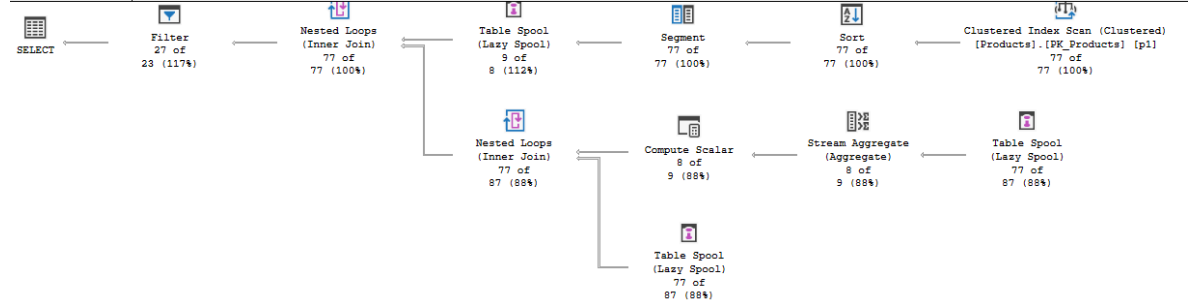 SELECT
Filter
27 of
23 (117%)
Nested Loops
(Inner Join)
77 of
77 (100%)
Table Spool
(Lazy Spool)
9 of
8 (112%)
Segment
77 of
77 (100%)
Sort
77 of
77 (100%)
Clustered Index Scan (Clustered)
[Products].[PK_Products] [p1]
77 of
77 (100%)
Nested Loops
(Inner Join)
77 of
87 (88%)
Compute Scalar
8 of
9 (88%)
Stream Aggregate
(Aggregate)
8 of
9 (88%)
Table Spool
(Lazy Spool)
77 of
87 (88%)
Table Spool
(Lazy Spool)
77 of
87 (88%)